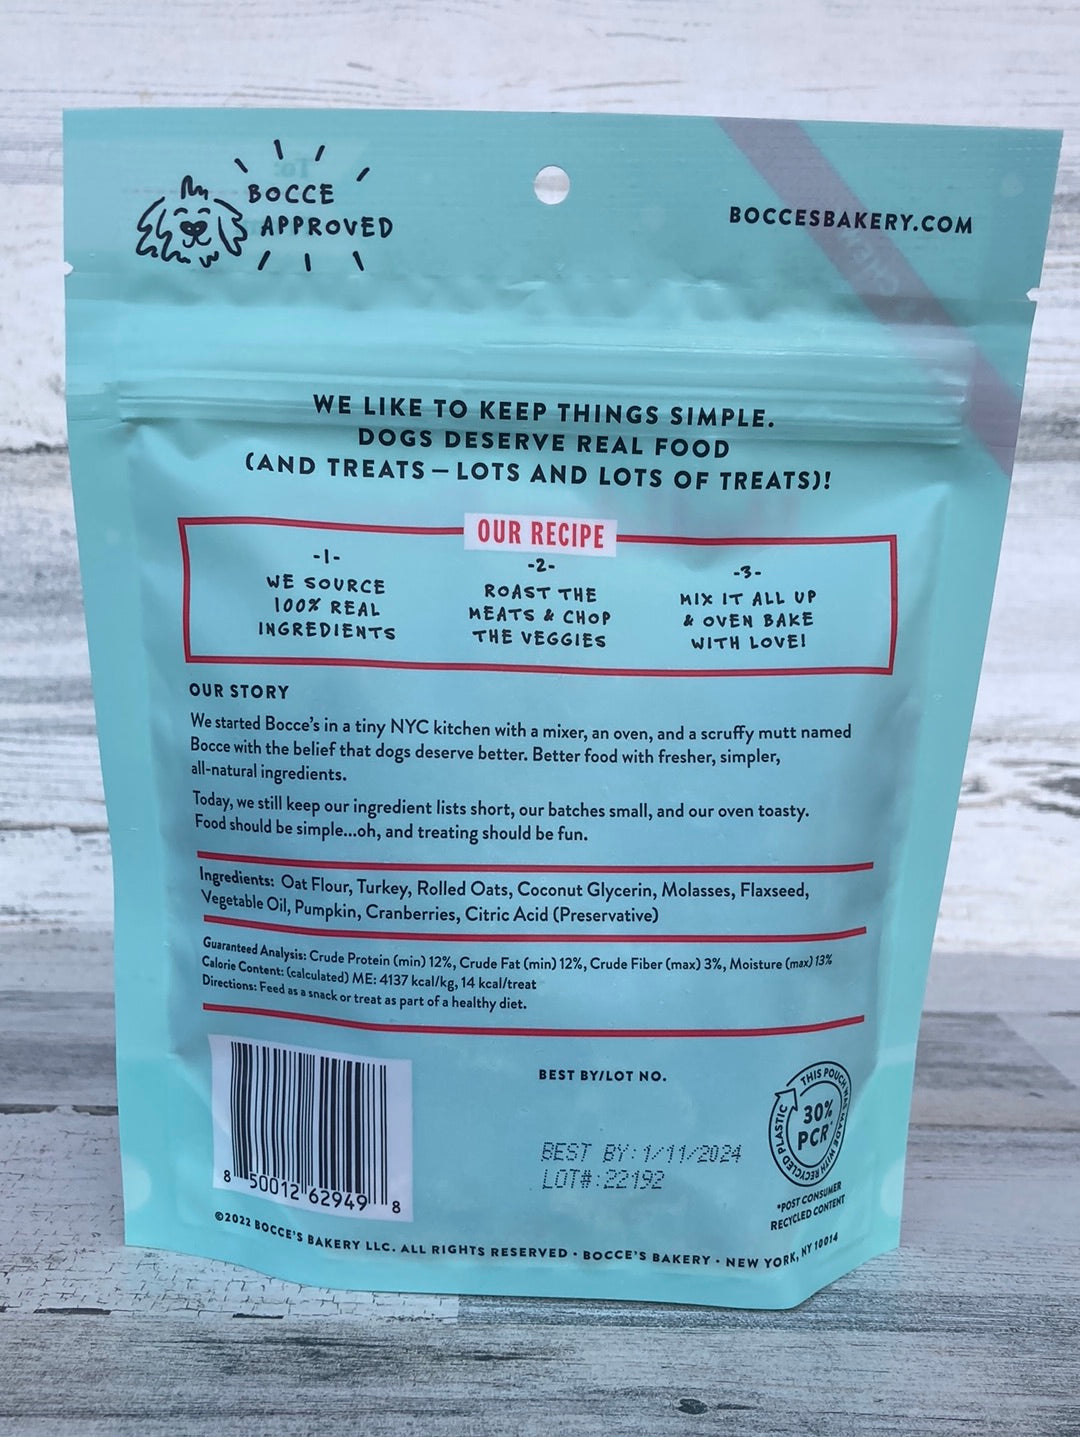 BOCCE
APPROVED
BOCCESBAKERY.COM
WE LIKE TO KEEP THINGS SIMPLE.
DOGS DESERVE REAL FOOD
(AND TREATS — LOTS AND LOTS OF TREATS)!
OUR RECIPE
-1-
WE SOURCE
100% REAL
INGREDIENTS
-2-
ROAST THE
MEATS & CHOP
THE VEGGIES
-3-
MIX IT ALL UP
& OVEN BAKE
WITH LOVE!
OUR STORY
We started Bocce's in a tiny NYC kitchen with a mixer, an oven, and a scruffy mutt named
Bocce with the belief that dogs deserve better. Better food with fresher, simpler,
all-natural ingredients.
Today, we still keep our ingredient lists short, our batches small, and our oven toasty.
Food should be simple...oh, and treating should be fun.
Ingredients: Oat Flour, Turkey, Rolled Oats, Coconut Glycerin, Molasses, Flaxseed,
Vegetable Oil, Pumpkin, Cranberries, Citric Acid (Preservative)
Guaranteed Analysis: Crude Protein (min) 12%, Crude Fat (min) 12%, Crude Fiber (max) 3%, Moisture (max) 13%
Calorie Content: (calculated) ME: 4137 kcal/kg, 14 kcal/treat
Directions: Feed as a snack or treat as part of a healthy diet.
8 50012 62949 8
BEST BY/LOT NO.
BEST BY: 1/11/2024
LOT#: 22192
THIS POUCH WAS MADE WITH RECYCLED PLASTIC
30%
PCR*
*POST CONSUMER
RECYCLED CONTENT
©2022 BOCCE'S BAKERY LLC. ALL RIGHTS RESERVED · BOCCE'S BAKERY · NEW YORK, NY 10014